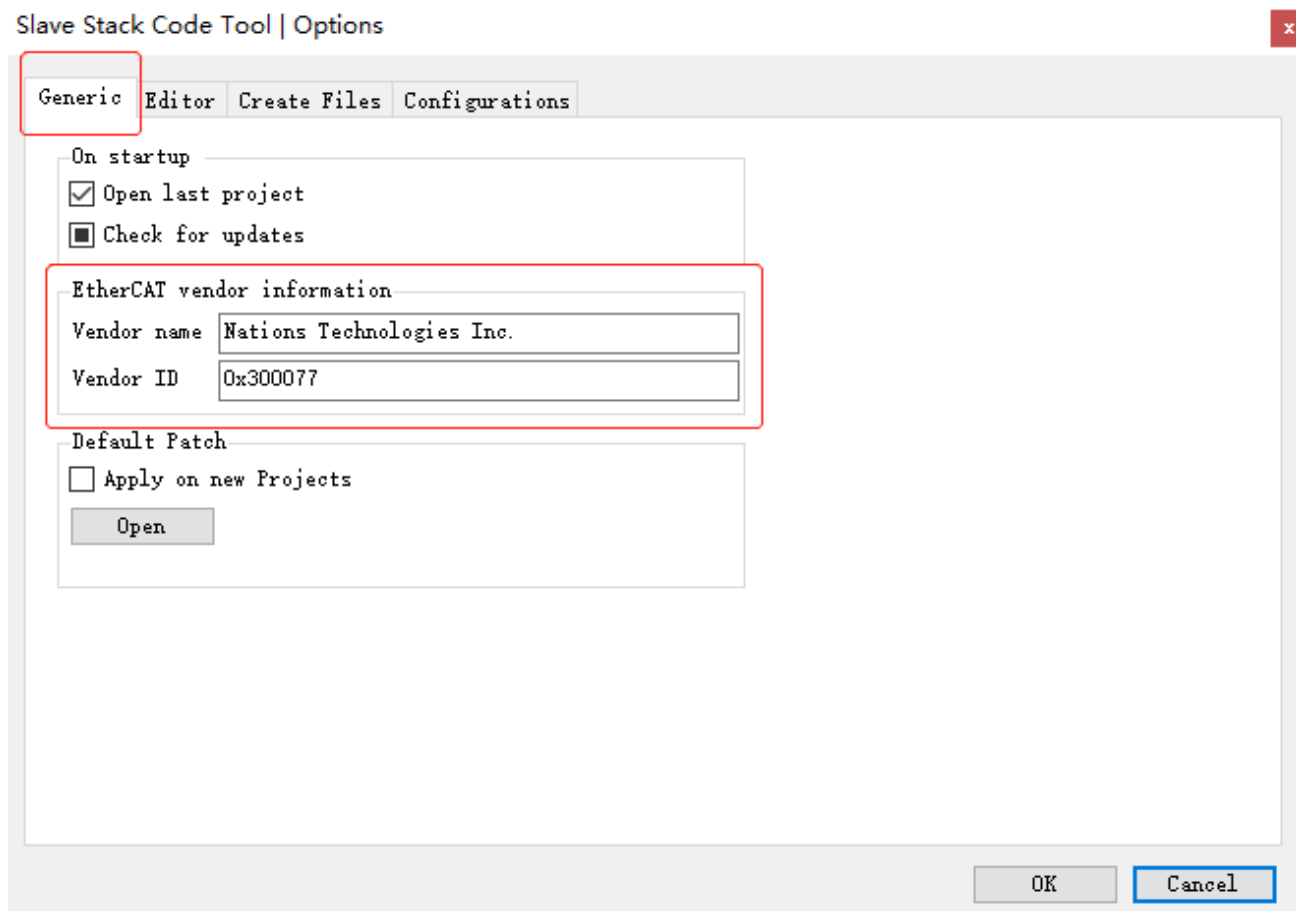 Slave Stack Code Tool | Options
x
Generic Editor Create Files Configurations
On startup
Open last project
Check for updates
EtherCAT vendor information
Vendor name Nations Technologies Inc.
Vendor ID 0x300077
Default Patch
Apply on new Projects
Open
OK Cancel